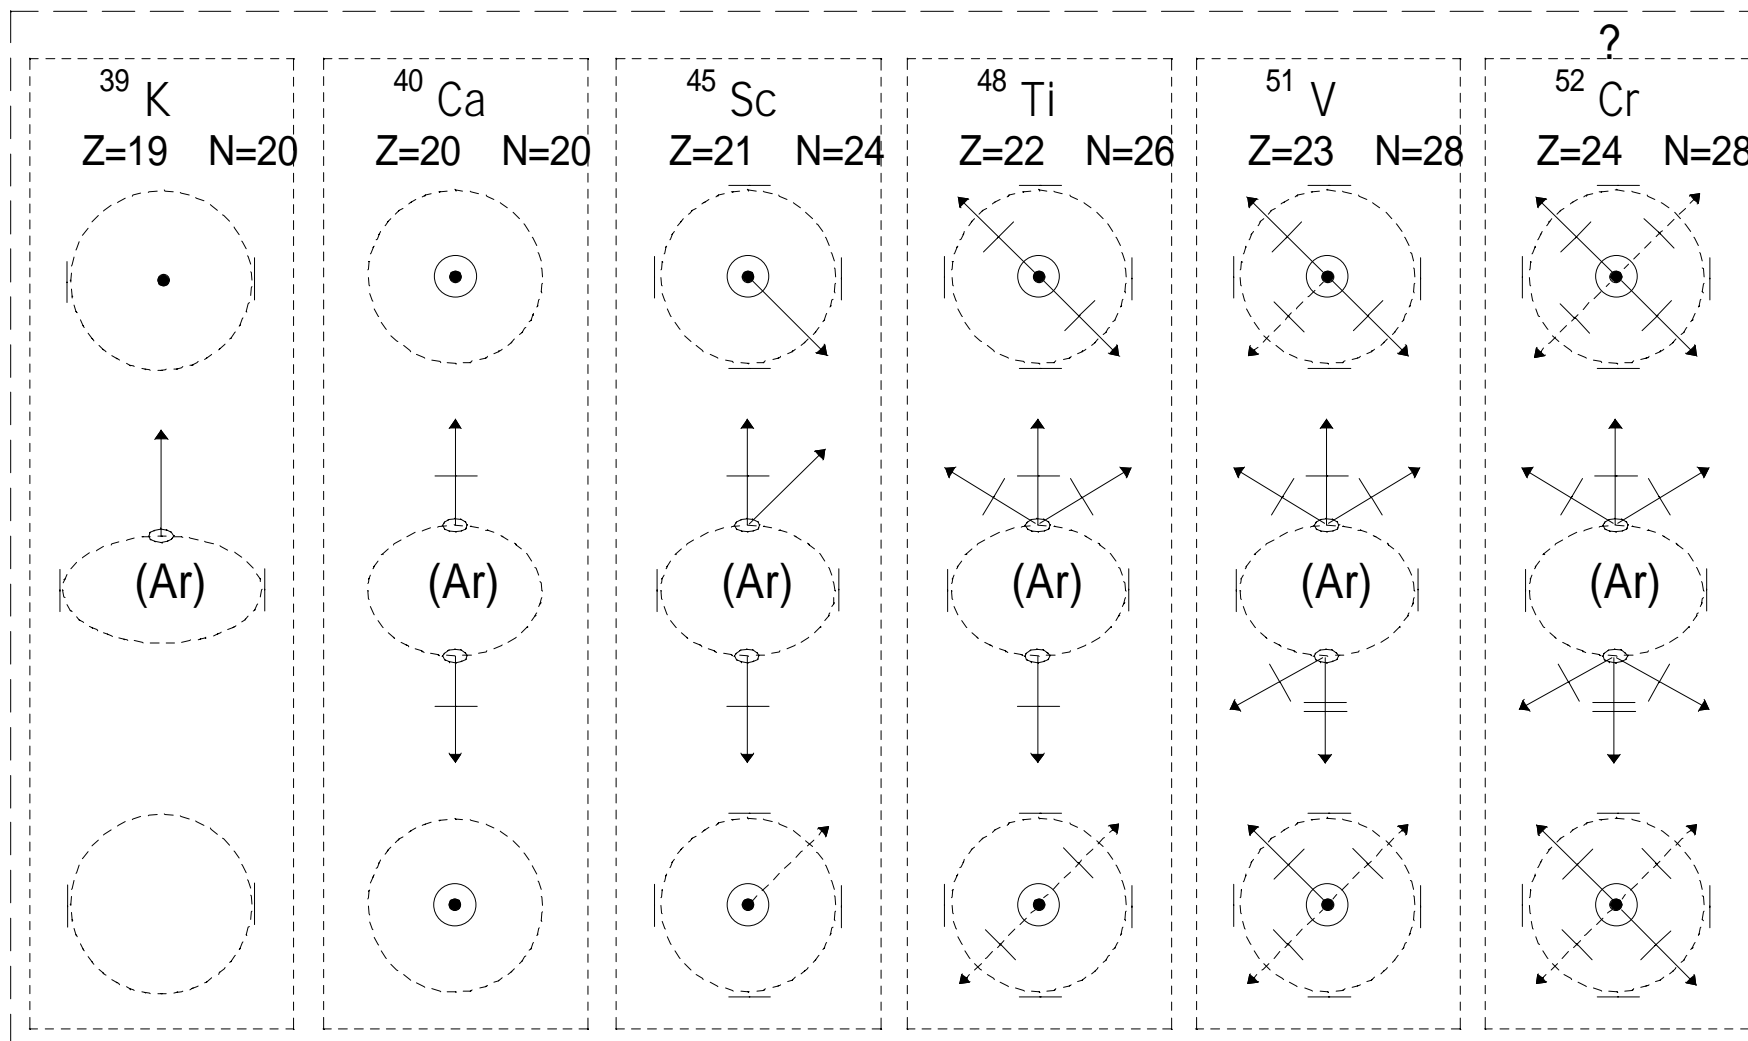 ?
39 K
Z=19 N=20
(Ar)
40 Ca
Z=20 N=20
(Ar)
45 Sc
Z=21 N=24
(Ar)
48 Ti
Z=22 N=26
(Ar)
51 V
Z=23 N=28
(Ar)
52 Cr
Z=24 N=28
(Ar)